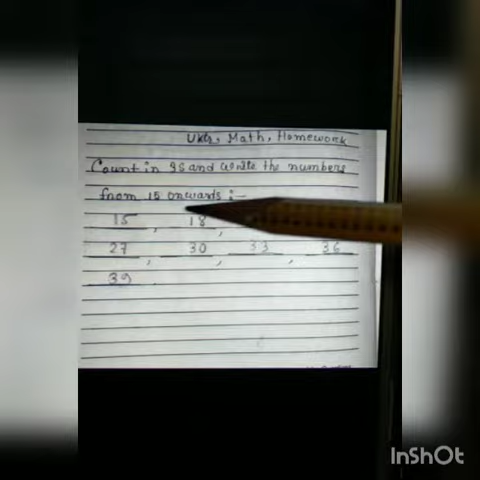 UKG, Math, Homework
Count in 3s and write the numbers
from 15 onwards :-
15 , 18
27 , 30 , 33 , 36
39
InShOt